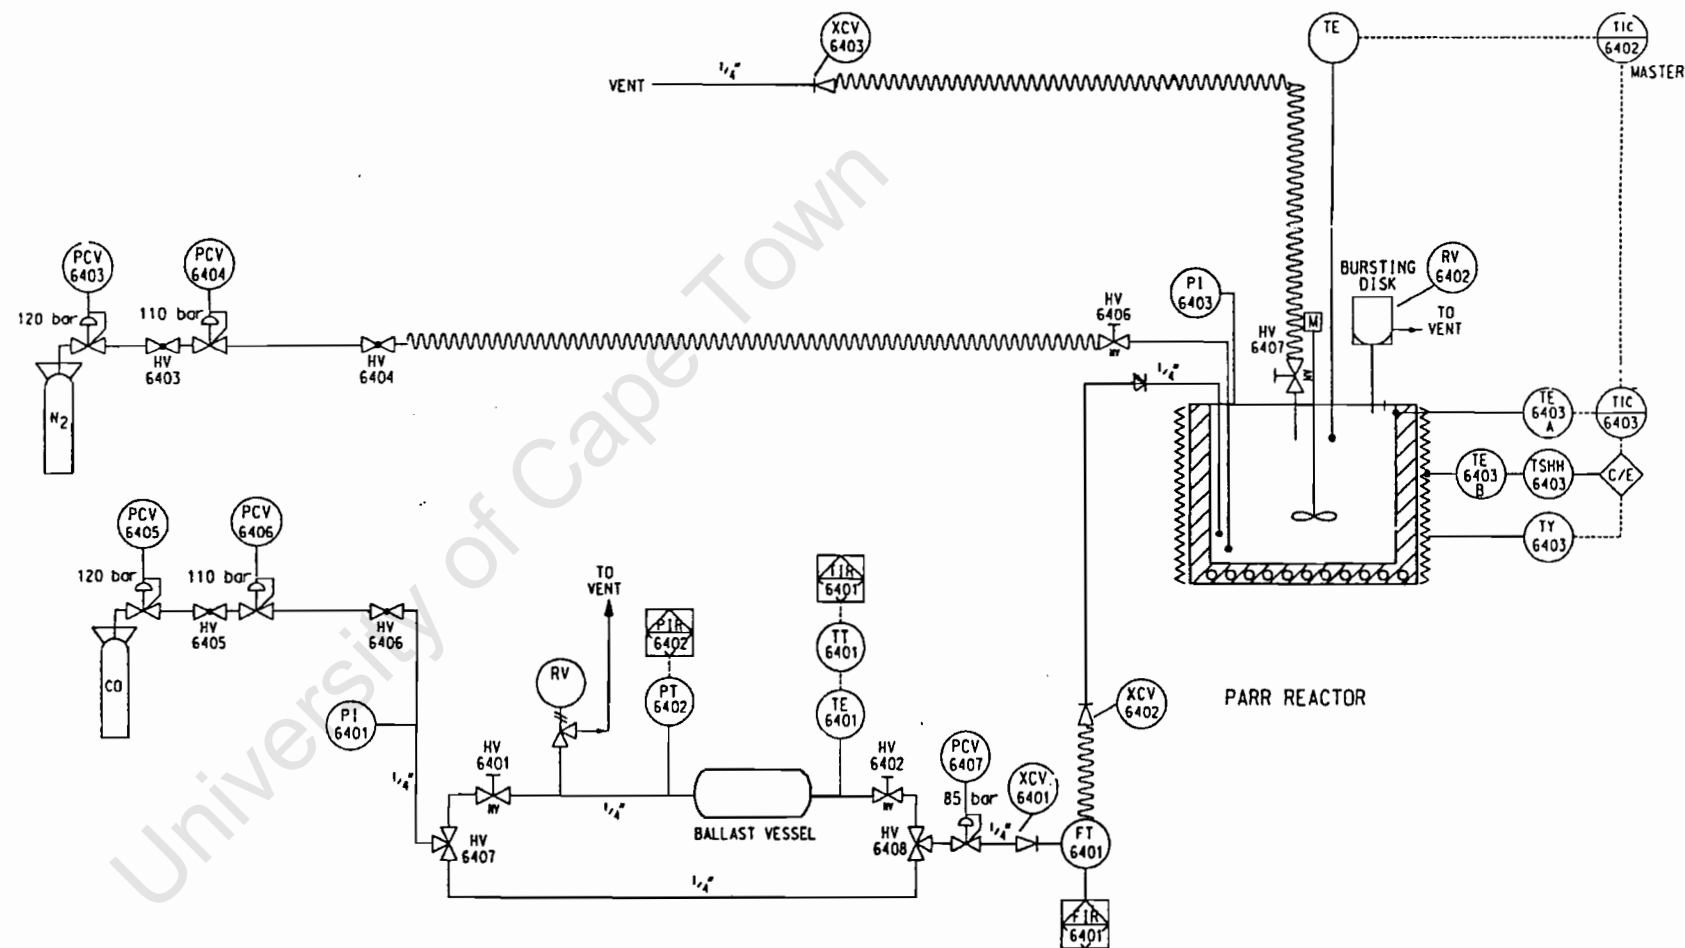 XCV
6403
TE
TIC
6402
MASTER
VENT
1/4"
PCV
6403
PCV
6404
120 bar
110 bar
HV
6403
HV
6404
N2
HV
6406
NV
PI
6403
HV
6407
NV
M
BURSTING
DISK
RV
6402
TO
VENT
1/4"
TE
6403
A
TIC
6403
TE
6403
B
TSHH
6403
C/E
TY
6403
PCV
6405
PCV
6406
120 bar
110 bar
HV
6405
HV
6406
CO
PI
6401
1/4"
TO
VENT
RV
PIR
6402
PT
6402
TIR
6401
TT
6401
TE
6401
HV
6401
NV
1/4"
BALLAST VESSEL
HV
6402
NV
HV
6407
HV
6408
1/4"
PCV
6407
85 bar
XCV
6401
1/4"
FT
6401
FIR
6401
XCV
6402
PARR REACTOR
University of Cape Town